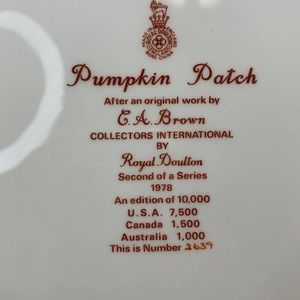 Pumpkin Patch
After an original work by
E.A. Brown
COLLECTORS INTERNATIONAL
BY
Royal Doulton
Second of a Series
1978
An edition of 10,000
U.S.A. 7,500
Canada 1,500
Australia 1,000
This is Number 2639